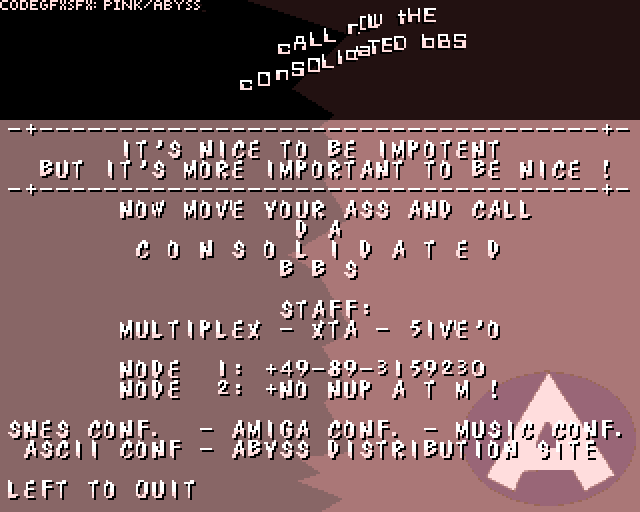 CODEGFXSFX: PINK/ABYSS
cALL nOW tHE
cOnSOLIdatED bBS
-+------------------------------------+-
IT'S NICE TO BE IMPOTENT
BUT IT'S MORE IMPORTANT TO BE NICE !
-+------------------------------------+-
NOW MOVE YOUR ASS AND CALL
D A
C O N S O L I D A T E D
B B S
STAFF:
MULTIPLEX - XTA - 5IVE'O
NODE 1: +49-89-3159230
NODE 2: +NO NUP A T M !
SNES CONF. - AMIGA CONF. - MUSIC CONF.
ASCII CONF - ABYSS DISTRIBUTION SITE
LEFT TO QUIT